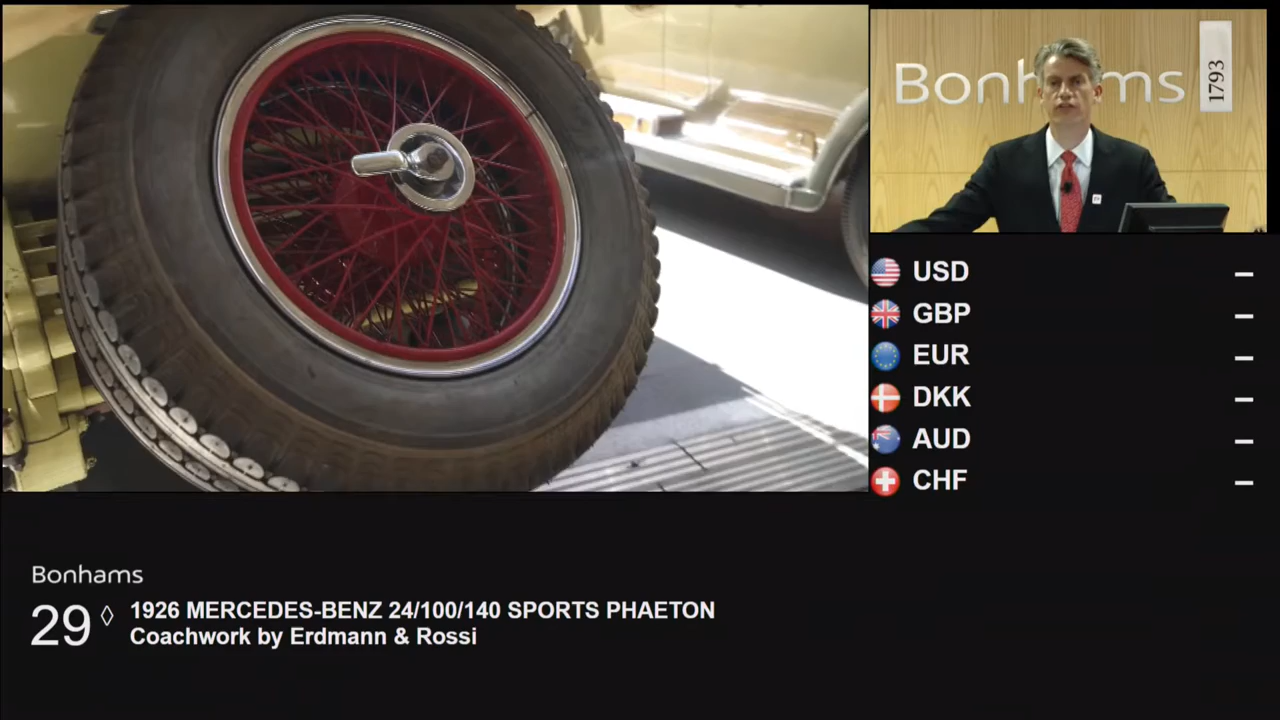 Bonhams
1793
USD –
GBP –
EUR –
DKK –
AUD –
CHF –
Bonhams
29 ◊
1926 MERCEDES-BENZ 24/100/140 SPORTS PHAETON
Coachwork by Erdmann & Rossi